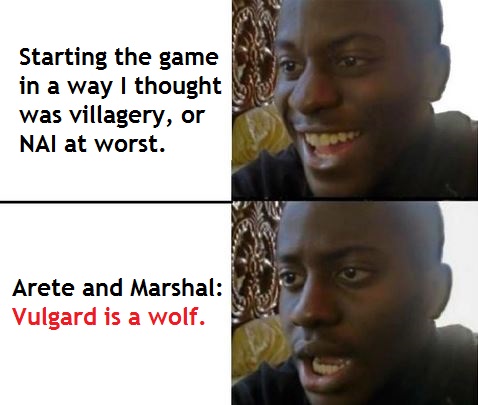 Starting the game
in a way I thought
was villagery, or
NAI at worst.
Arete and Marshal:
Vulgard is a wolf.